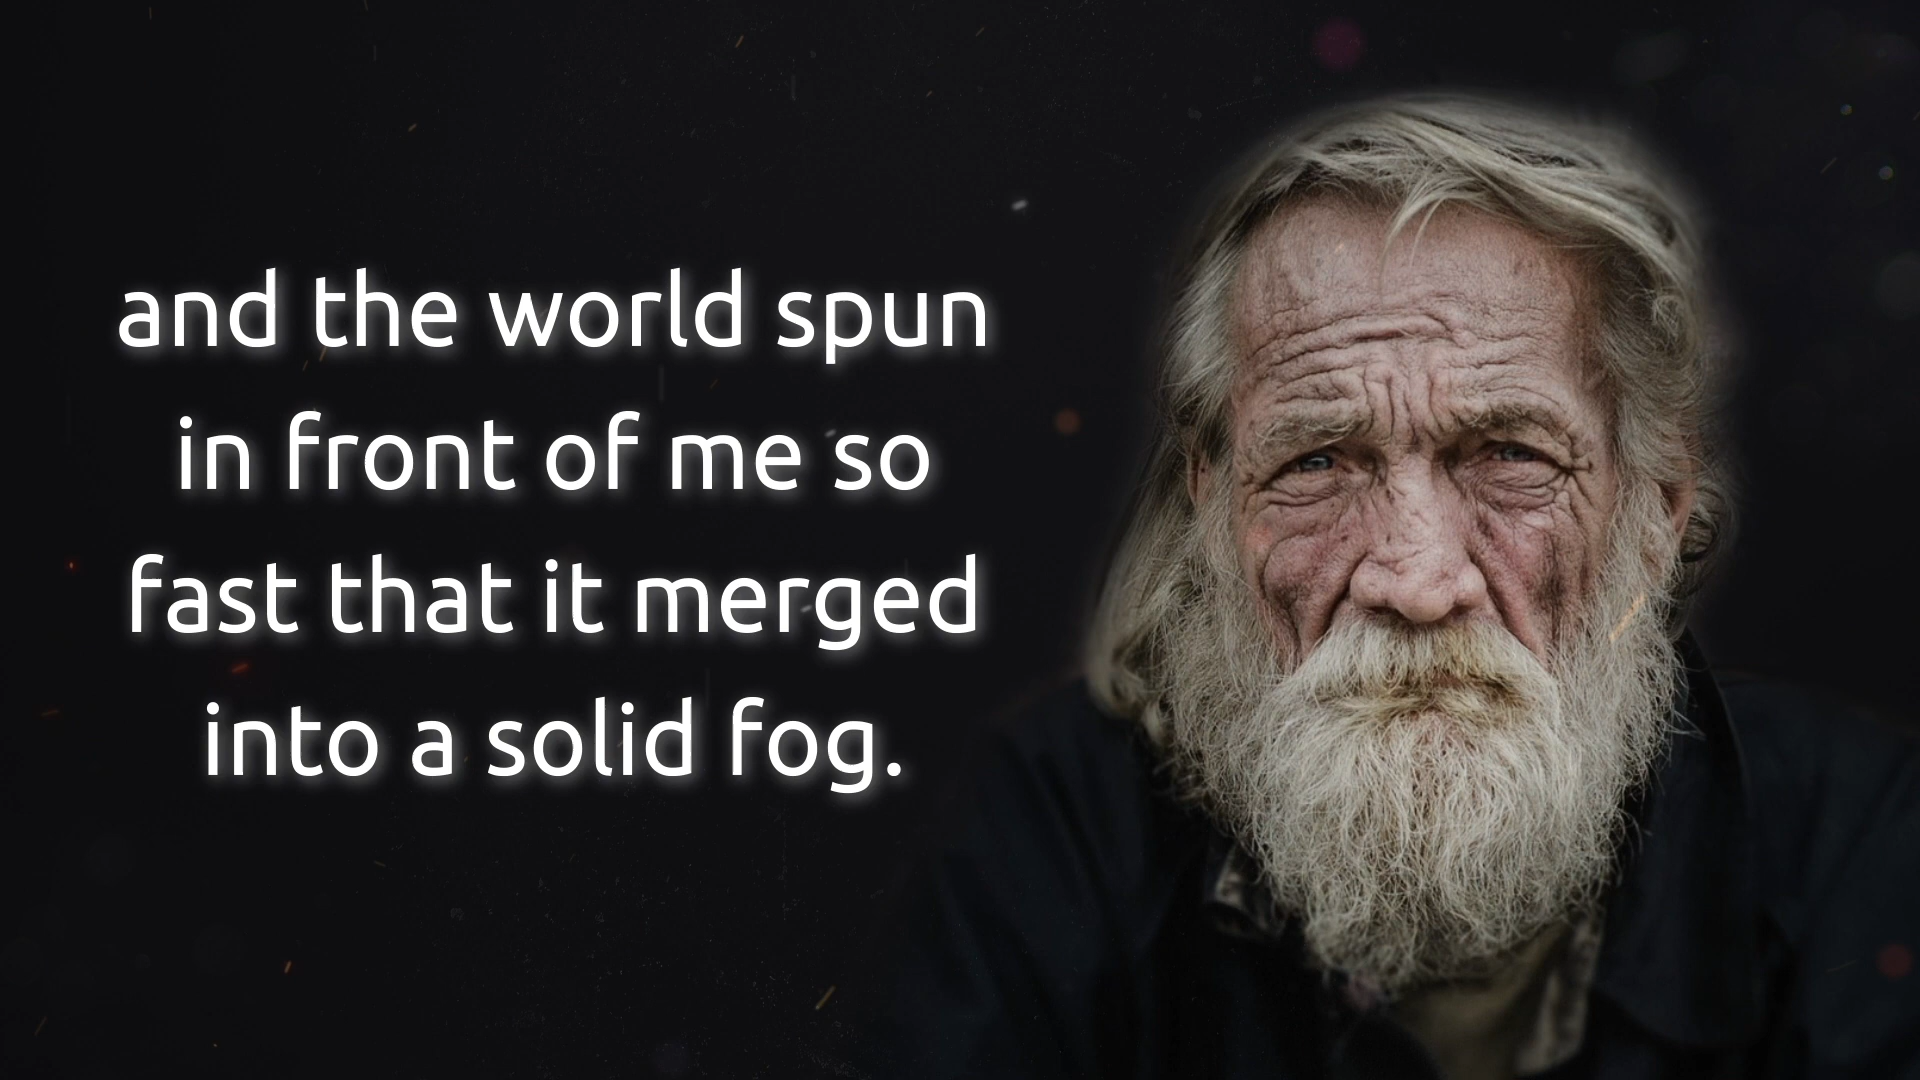 and the world spun
in front of me so
fast that it merged
into a solid fog.